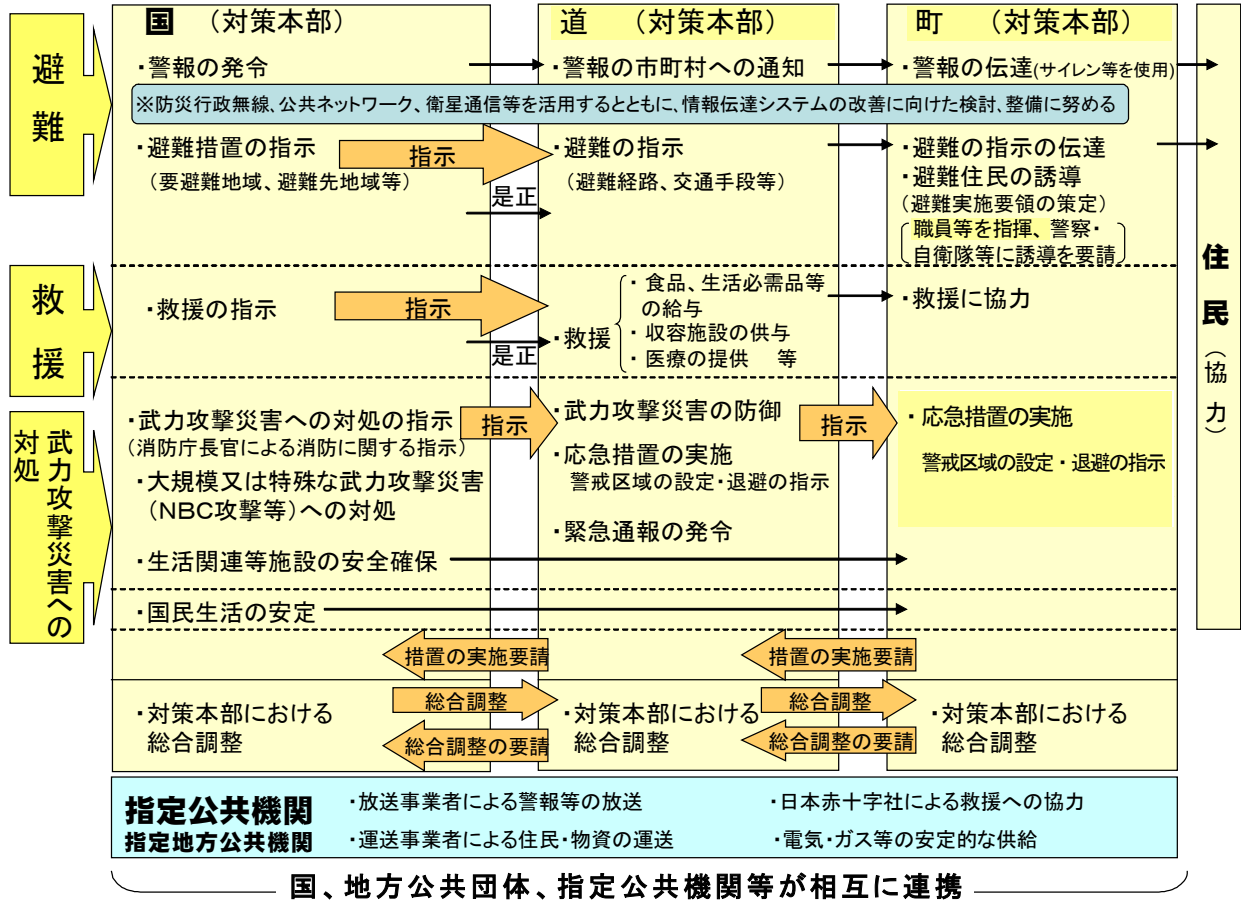 国 （対策本部）
道 （対策本部）
町 （対策本部）
避難
・警報の発令
・警報の市町村への通知
・警報の伝達(サイレン等を使用)
※防災行政無線、公共ネットワーク、衛星通信等を活用するとともに、情報伝達システムの改善に向けた検討、整備に努める
・避難措置の指示
（要避難地域、避難先地域等）
指示
是正
・避難の指示
（避難経路、交通手段等）
・避難の指示の伝達
・避難住民の誘導
（避難実施要領の策定）
職員等を指揮、警察・
自衛隊等に誘導を要請
救援
・救援の指示
指示
是正
・救援
・食品、生活必需品等
の給与
・収容施設の供与
・医療の提供 等
・救援に協力
武力攻撃災害への
対処
・武力攻撃災害への対処の指示
（消防庁長官による消防に関する指示）
・大規模又は特殊な武力攻撃災害
（ＮＢＣ攻撃等）への対処
・生活関連等施設の安全確保
指示
・武力攻撃災害の防御
・応急措置の実施
警戒区域の設定・退避の指示
・緊急通報の発令
指示
・応急措置の実施
警戒区域の設定・退避の指示
・国民生活の安定
措置の実施要請
措置の実施要請
・対策本部における
総合調整
総合調整
総合調整の要請
・対策本部における
総合調整
総合調整
総合調整の要請
・対策本部における
総合調整
住民（協力）
指定公共機関
指定地方公共機関
・放送事業者による警報等の放送
・日本赤十字社による救援への協力
・運送事業者による住民・物資の運送
・電気・ガス等の安定的な供給
国、地方公共団体、指定公共機関等が相互に連携